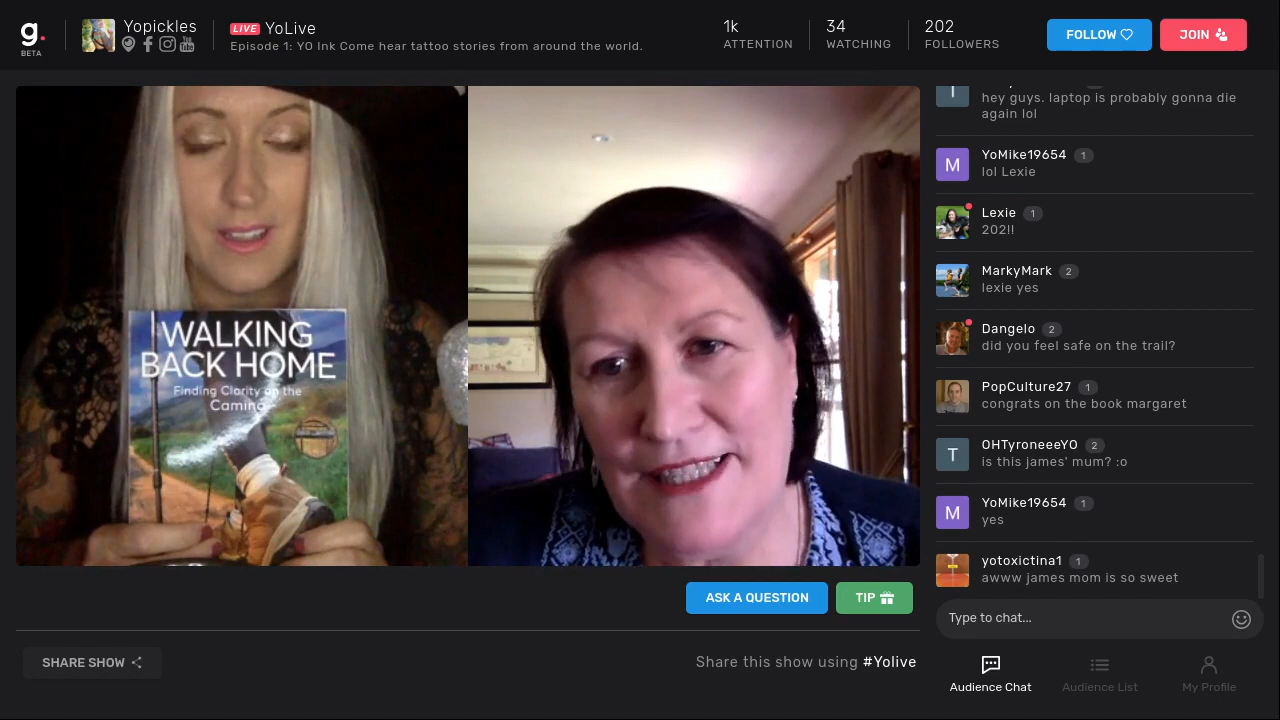 g.
BETA
Yopickles
LIVE YoLive
Episode 1: YO Ink Come hear tattoo stories from around the world.
1k
ATTENTION
34
WATCHING
202
FOLLOWERS
FOLLOW
JOIN
WALKING
BACK HOME
Finding Clarity on the
Camino
T
hey guys. laptop is probably gonna die
again lol
M
YoMike19654 1
lol Lexie
Lexie 1
202!!
MarkyMark 2
lexie yes
Dangelo 2
did you feel safe on the trail?
PopCulture27 1
congrats on the book margaret
T
OHTyroneeeYO 2
is this james' mum? :o
M
YoMike19654 1
yes
yotoxictina1 1
awww james mom is so sweet
Type to chat...
ASK A QUESTION
TIP
SHARE SHOW
Share this show using #Yolive
Audience Chat
Audience List
My Profile